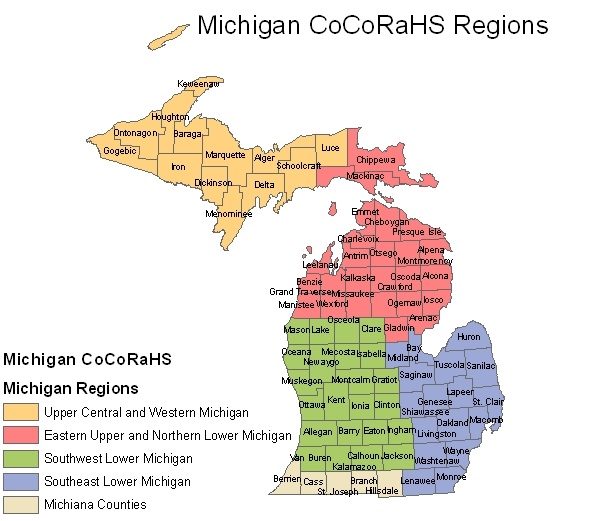 Michigan CoCoRaHS Regions
Keweenaw
Houghton
Ontonagon
Baraga
Gogebic
Iron
Marquette
Alger
Luce
Chippewa
Schoolcraft
Mackinac
Dickinson
Delta
Menominee
Emmet
Cheboygan
Presque Isle
Charlevoix
Antrim
Otsego
Alpena
Montmorency
Leelanau
Benzie
Kalkaska
Oscoda
Alcona
Grand Traverse
Crawford
Missaukee
Manistee
Wexford
Ogemaw
Iosco
Osceola
Arenac
Mason
Lake
Clare
Gladwin
Huron
Oceana
Mecosta
Isabella
Midland
Bay
Newaygo
Tuscola
Sanilac
Saginaw
Muskegon
Montcalm
Gratiot
Lapeer
Ottawa
Kent
Ionia
Clinton
Genesee
St. Clair
Shiawassee
Allegan
Barry
Eaton
Ingham
Livingston
Oakland
Macomb
Van Buren
Calhoun
Jackson
Washtenaw
Wayne
Kalamazoo
Berrien
Cass
St. Joseph
Branch
Hillsdale
Lenawee
Monroe
Michigan CoCoRaHS
Michigan Regions
Upper Central and Western Michigan
Eastern Upper and Northern Lower Michigan
Southwest Lower Michigan
Southeast Lower Michigan
Michiana Counties